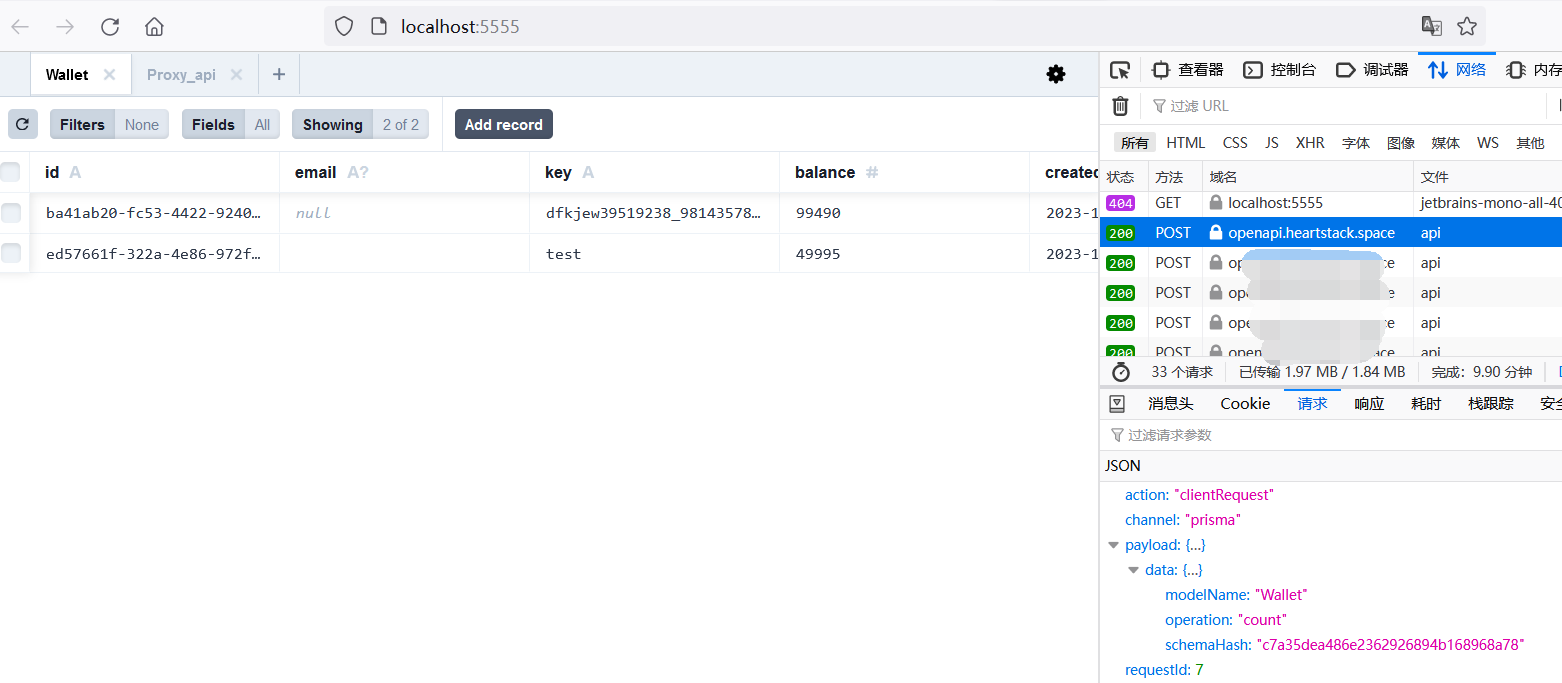 localhost:5555
Wallet
Proxy_api
Filters None
Fields All
Showing 2 of 2
Add record
id A
email A?
key A
balance #
created
ba41ab20-fc53-4422-9240…
null
dfkjew39519238_98143578…
99490
2023-1
ed57661f-322a-4e86-972f…
test
49995
2023-1
查看器
控制台
调试器
网络
内存
过滤 URL
所有 HTML CSS JS XHR 字体 图像 媒体 WS 其他
状态 方法 域名 文件
404 GET localhost:5555 jetbrains-mono-all-40
200 POST openapi.heartstack.space api
200 POST op ce api
200 POST op e api
200 POST ope ce api
200 POST open ace api
33 个请求 已传输 1.97 MB / 1.84 MB 完成：9.90 分钟
消息头 Cookie 请求 响应 耗时 栈跟踪 安全
过滤请求参数
JSON
action: "clientRequest"
channel: "prisma"
payload: {…}
data: {…}
modelName: "Wallet"
operation: "count"
schemaHash: "c7a35dea486e2362926894b168968a78"
requestId: 7